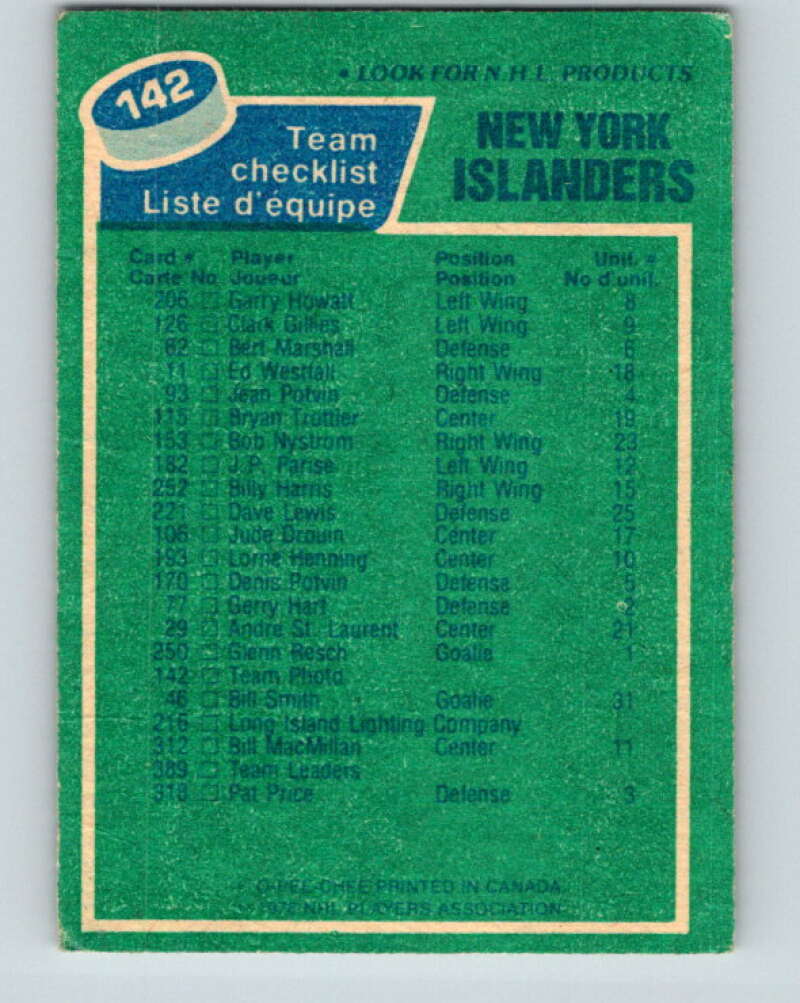 • LOOK FOR N.H.L. PRODUCTS
142
Team checklist
Liste d'équipe
NEW YORK
ISLANDERS
Card # Player Position Unif. #
Carte No Joueur Position No d'unif.
206 Garry Howatt Left Wing 8
126 Clark Gillies Left Wing 9
82 Bert Marshall Defense 6
11 Ed Westfall Right Wing 18
93 Jean Potvin Defense 4
115 Bryan Trottier Center 19
153 Bob Nystrom Right Wing 23
182 J.P. Parise Left Wing 12
252 Billy Harris Right Wing 15
221 Dave Lewis Defense 25
106 Jude Drouin Center 17
193 Lorne Henning Center 10
170 Denis Potvin Defense 5
77 Gerry Hart Defense 2
29 Andre St. Laurent Center 21
250 Glenn Resch Goalie 1
142 Team Photo
46 Bill Smith Goalie 31
216 Long Island Lighting Company
312 Bill MacMillan Center 11
389 Team Leaders
318 Pat Price Defense 3
O-PEE-CHEE PRINTED IN CANADA
1976 NHL PLAYERS ASSOCIATION